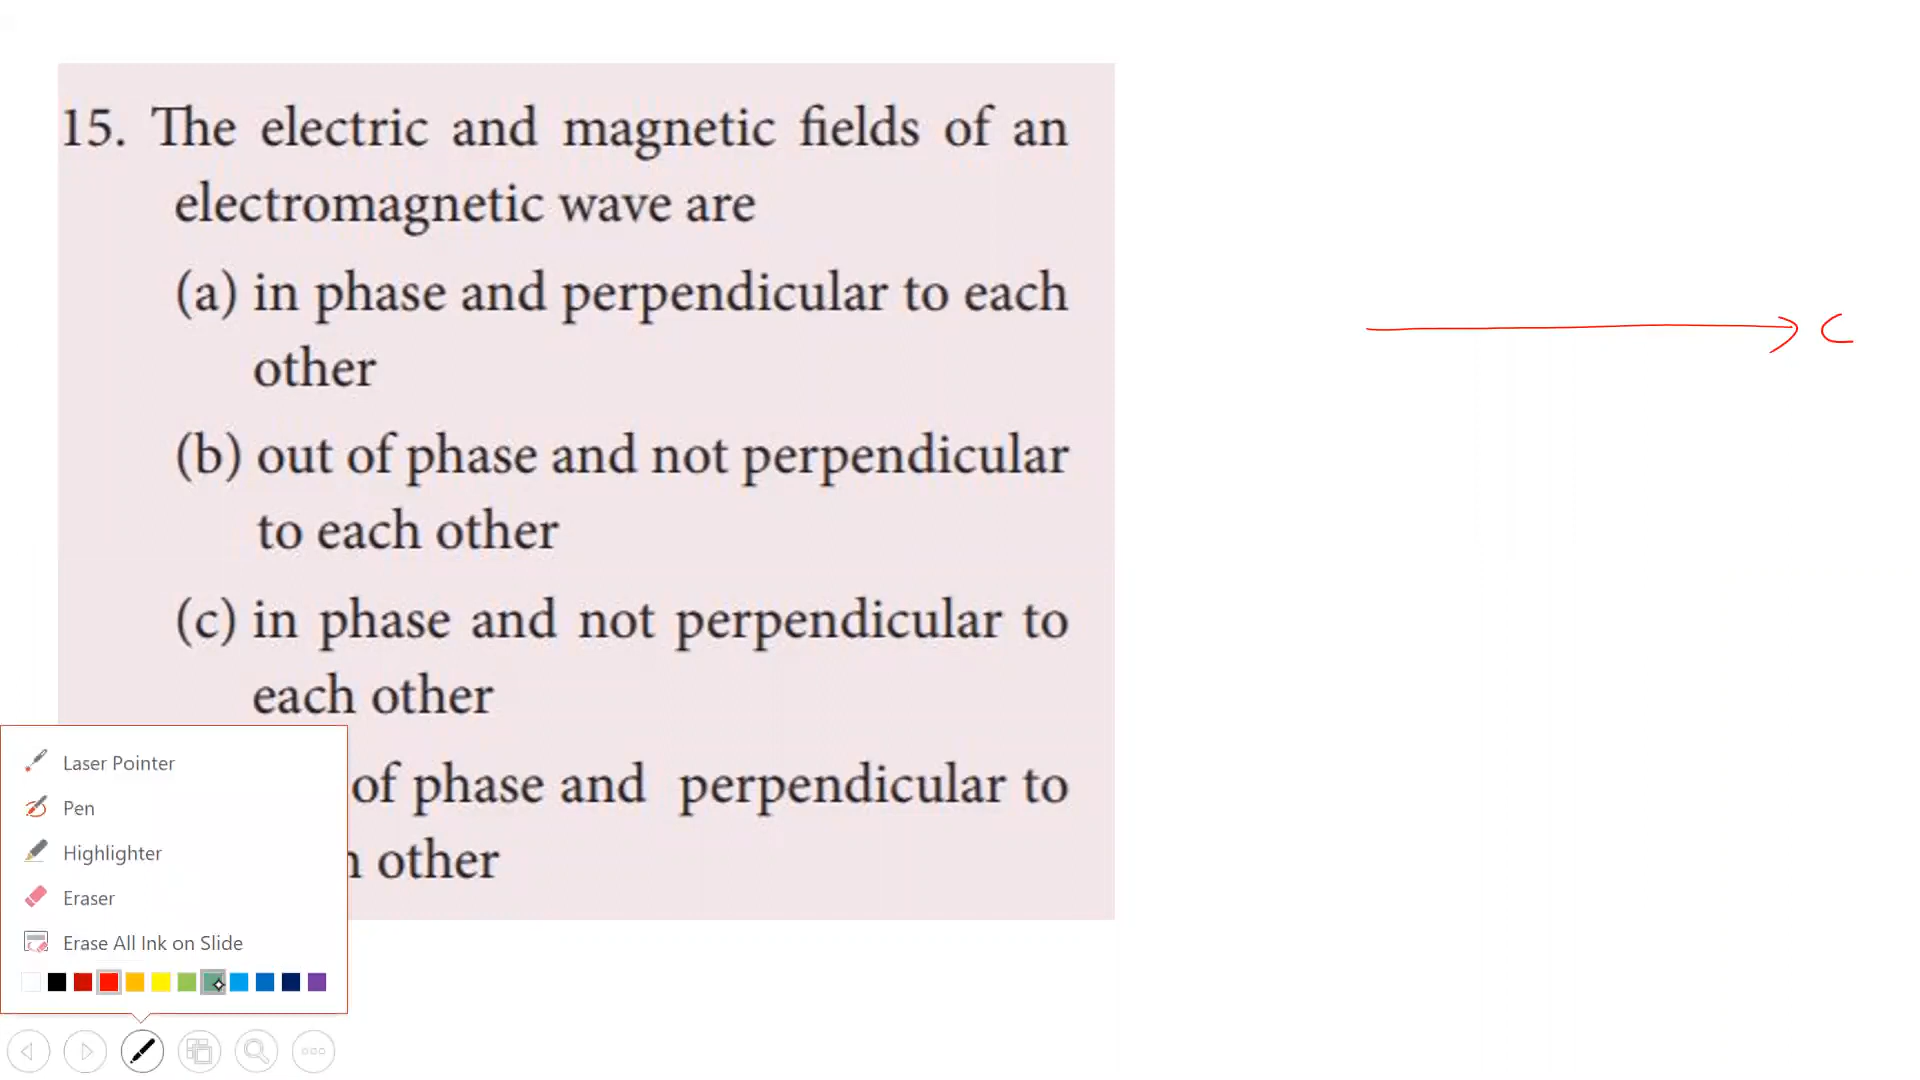 15. The electric and magnetic fields of an
electromagnetic wave are
(a) in phase and perpendicular to each
other
(b) out of phase and not perpendicular
to each other
(c) in phase and not perpendicular to
each other
of phase and perpendicular to
other
C
Laser Pointer
Pen
Highlighter
Eraser
Erase All Ink on Slide